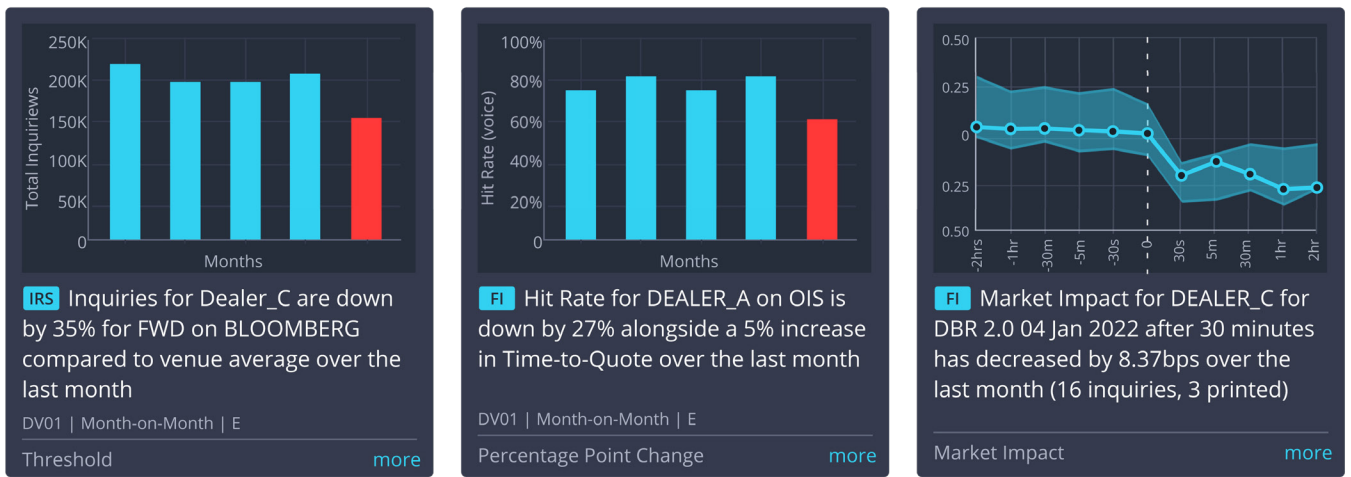 250K
200K
150K
100K
50K
0
Total Inquiriews
Months
IRS Inquiries for Dealer_C are down
by 35% for FWD on BLOOMBERG
compared to venue average over the
last month
DV01 | Month-on-Month | E
Threshold more
100%
80%
60%
40%
20%
0
Hit Rate (voice)
Months
FI Hit Rate for DEALER_A on OIS is
down by 27% alongside a 5% increase
in Time-to-Quote over the last month
DV01 | Month-on-Month | E
Percentage Point Change more
0.50
0.25
0
0.25
0.50
-2hrs -1hr -30m -5m -30s 0 30s 5m 30m 1hr 2hr
FI Market Impact for DEALER_C for
DBR 2.0 04 Jan 2022 after 30 minutes
has decreased by 8.37bps over the
last month (16 inquiries, 3 printed)
Market Impact more